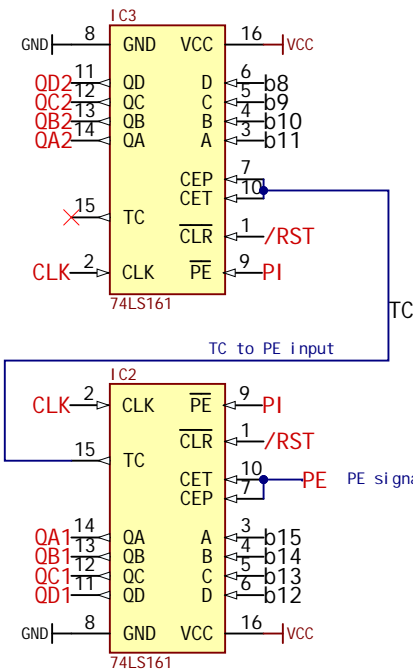 IC3
GND 8 GND VCC 16 VCC
QD2 11 QD D 6 b8
QC2 12 QC C 5 b9
QB2 13 QB B 4 b10
QA2 14 QA A 3 b11
CEP 7
CET 10
15 TC
CLR 1 /RST
CLK 2 CLK PE 9 PI
74LS161
TC
TC to PE input
IC2
CLK 2 CLK PE 9 PI
CLR 1 /RST
15 TC
CET 10 PE PE signa
CEP 7
QA1 14 QA A 3 b15
QB1 13 QB B 4 b14
QC1 12 QC C 5 b13
QD1 11 QD D 6 b12
GND 8 GND VCC 16 VCC
74LS161